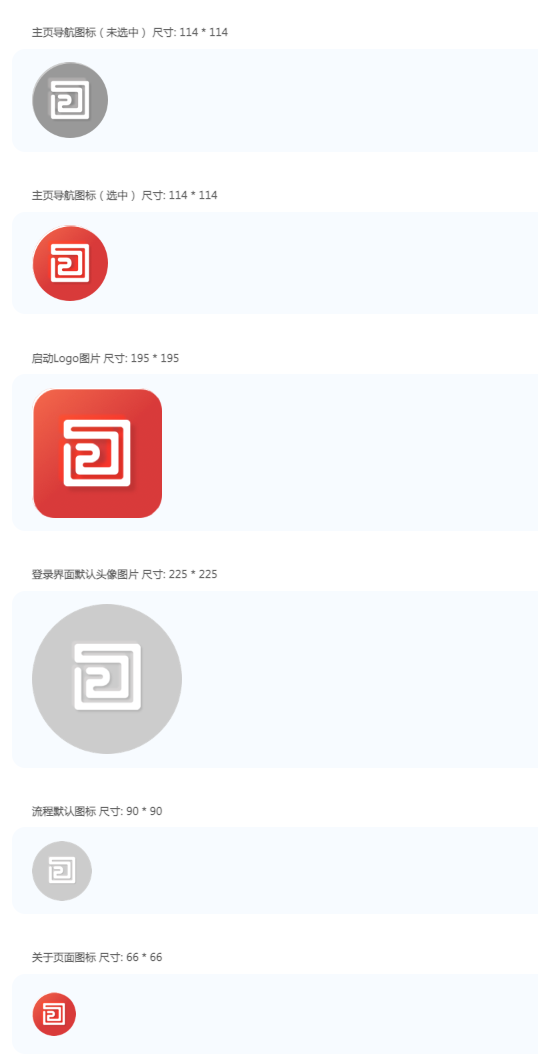 主页导航图标（未选中） 尺寸: 114 * 114
主页导航图标（选中） 尺寸: 114 * 114
启动Logo图片 尺寸: 195 * 195
登录界面默认头像图片 尺寸: 225 * 225
流程默认图标 尺寸: 90 * 90
关于页面图标 尺寸: 66 * 66